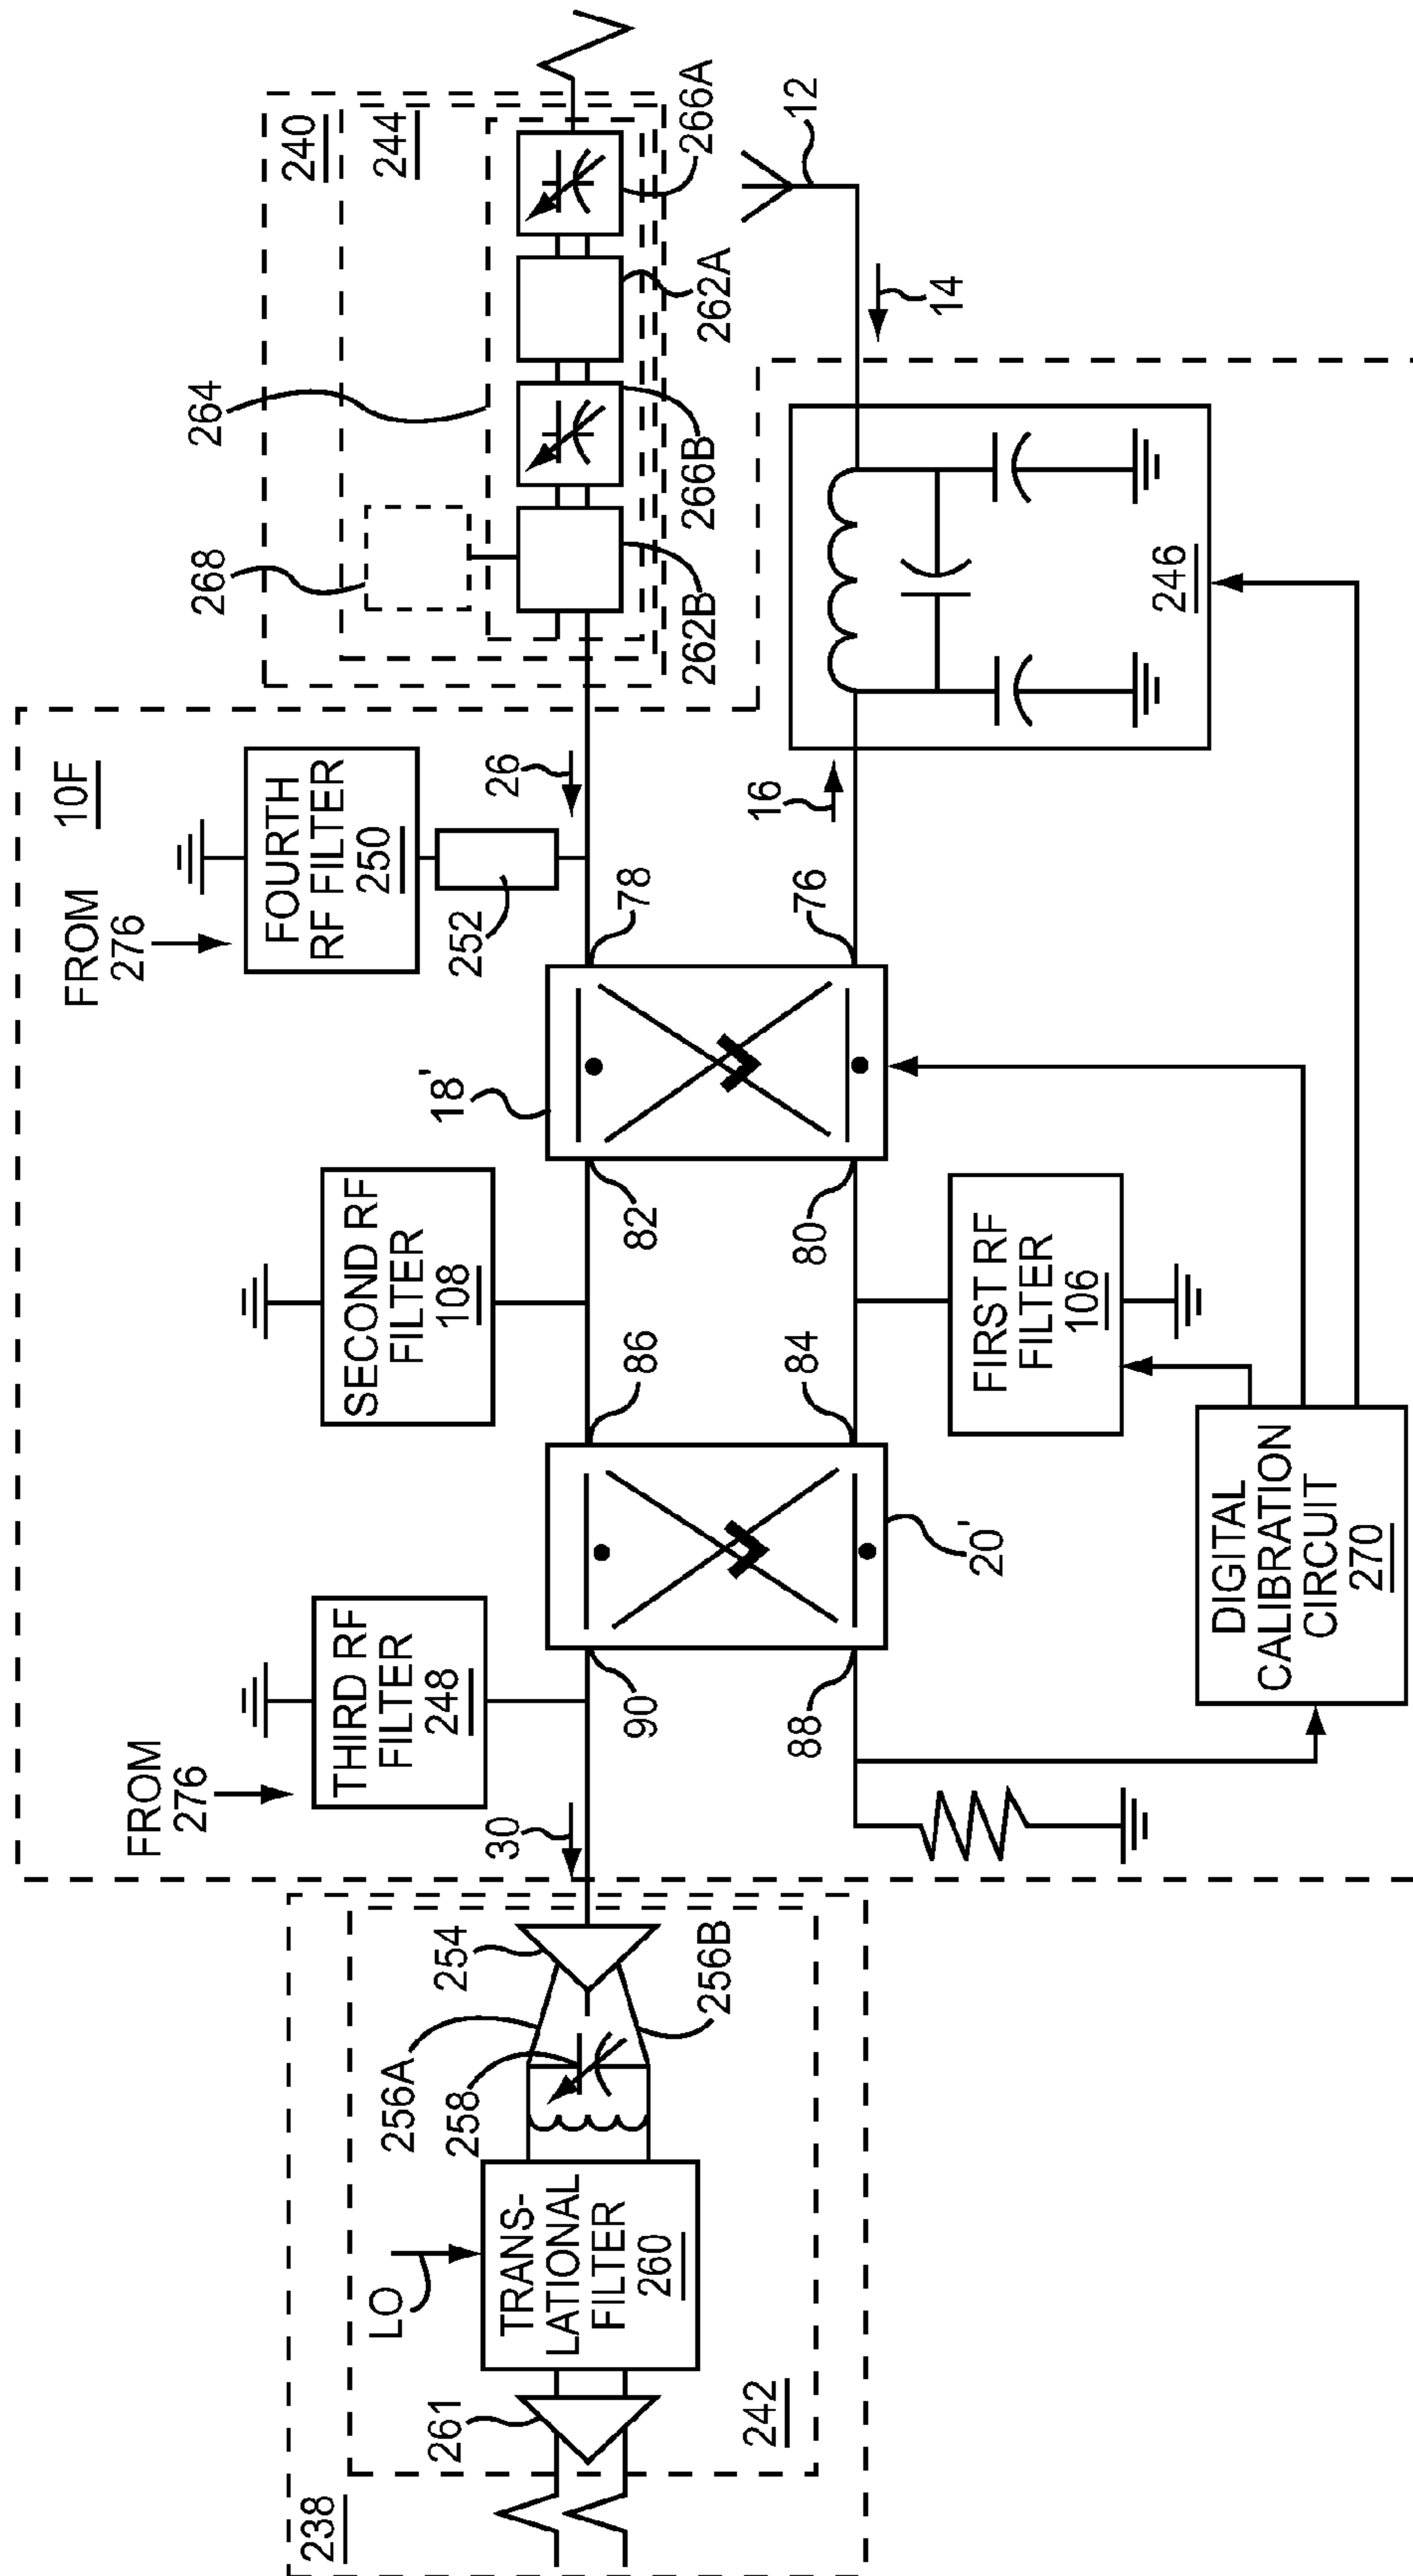 238
261
LO
TRANS-
LATIONAL
FILTER
260
242
256A
258
254
256B
30
FROM
276
THIRD RF
FILTER
248
90
88
20'
86
84
SECOND RF
FILTER
108
82
80
FIRST RF
FILTER
106
DIGITAL
CALIBRATION
CIRCUIT
270
18'
78
76
FROM
276
FOURTH
RF FILTER
250
252
10F
26
16
246
14
12
268
264
240
244
262B
266B
262A
266A